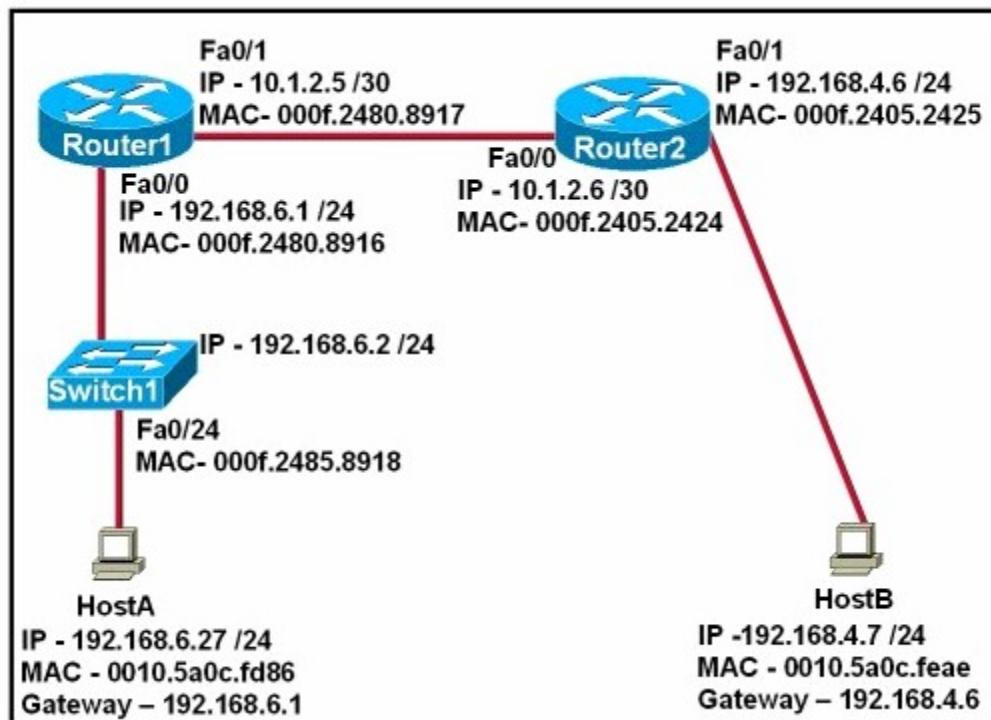 Fa0/1
IP - 10.1.2.5 /30
MAC- 000f.2480.8917
Router1
Fa0/0
IP - 192.168.6.1 /24
MAC- 000f.2480.8916
Fa0/1
IP - 192.168.4.6 /24
MAC- 000f.2405.2425
Router2
Fa0/0
IP - 10.1.2.6 /30
MAC- 000f.2405.2424
IP - 192.168.6.2 /24
Switch1
Fa0/24
MAC- 000f.2485.8918
HostA
IP - 192.168.6.27 /24
MAC - 0010.5a0c.fd86
Gateway – 192.168.6.1
HostB
IP -192.168.4.7 /24
MAC - 0010.5a0c.feae
Gateway – 192.168.4.6